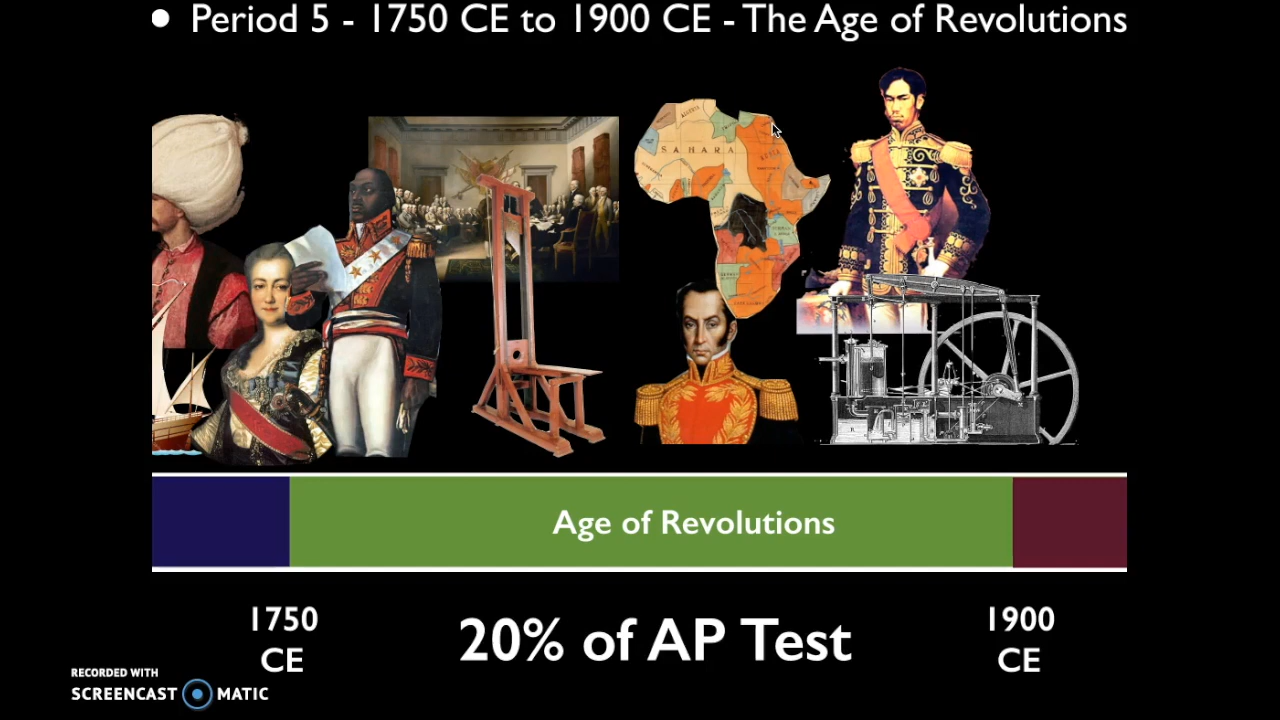 • Period 5 - 1750 CE to 1900 CE - The Age of Revolutions
SAHARA
Age of Revolutions
1750
CE
20% of AP Test
1900
CE
RECORDED WITH
SCREENCAST MATIC